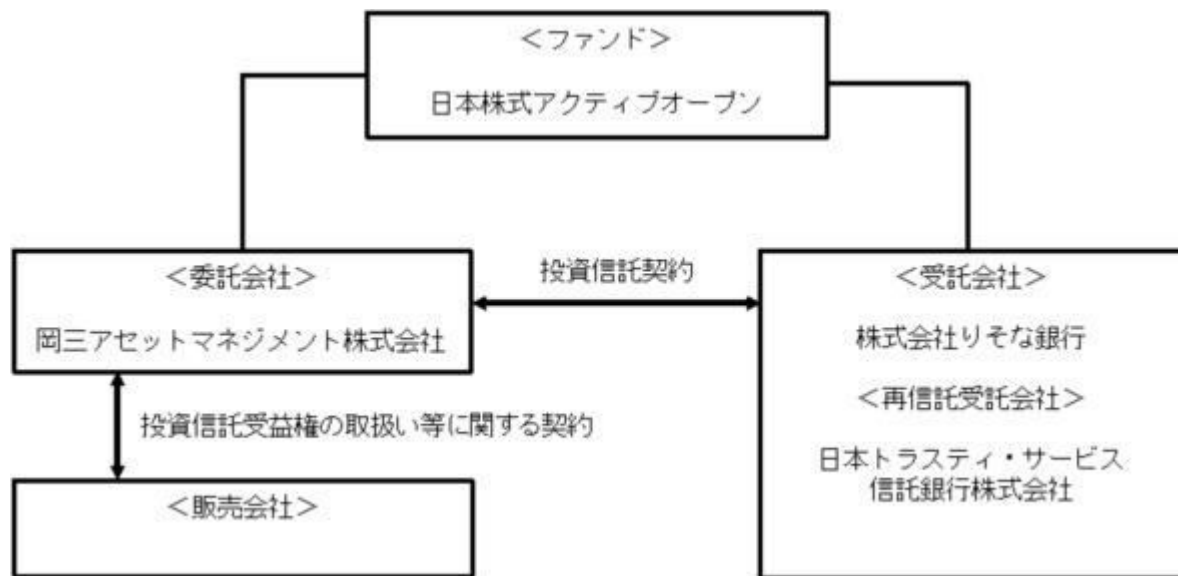 ＜ファンド＞
日本株式アクティブオープン
＜委託会社＞
岡三アセットマネジメント株式会社
投資信託契約
＜受託会社＞
株式会社りそな銀行
＜再信託受託会社＞
日本トラスティ・サービス
信託銀行株式会社
投資信託受益権の取扱い等に関する契約
＜販売会社＞